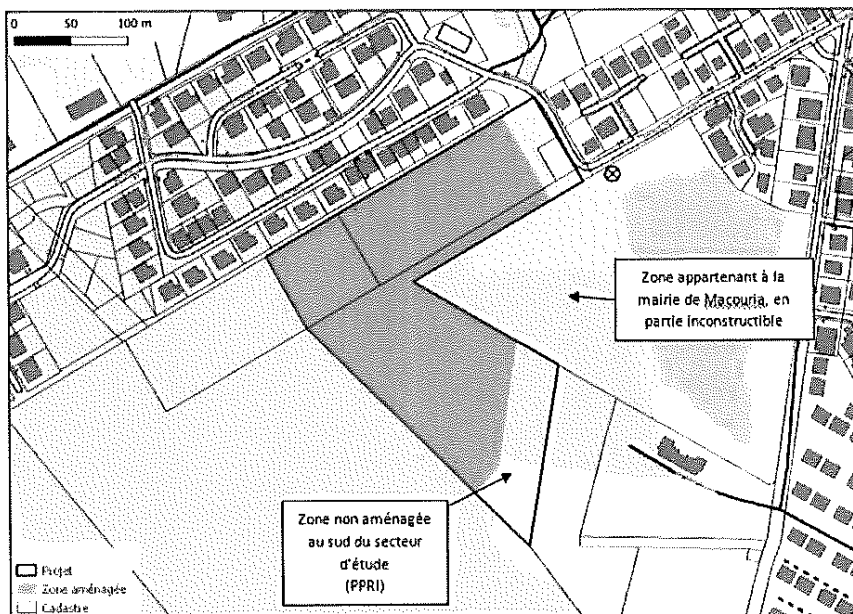 0 50 100 m
Zone appartenant à la
mairie de Macouria, en
partie inconstructible
Zone non aménagée
au sud du secteur
d'étude
(PPRI)
Projet
Zone aménagée
Cadastre